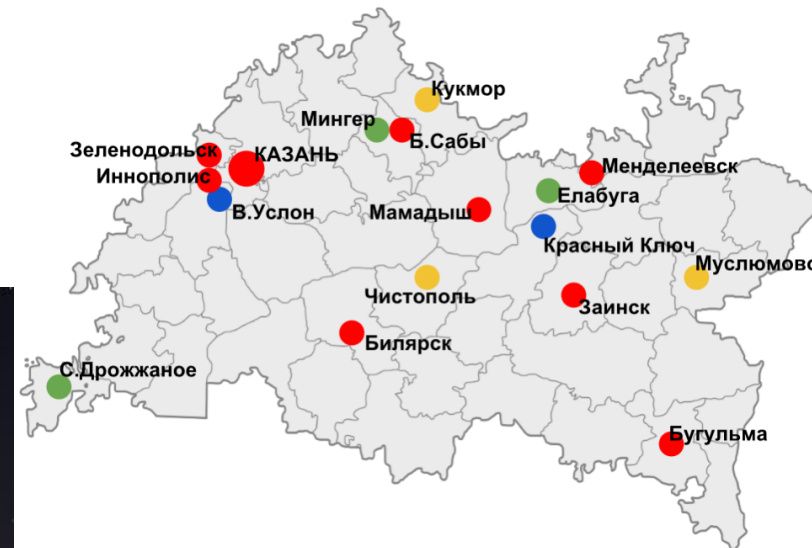 Кукмор
Мингер
Б.Сабы
Зеленодольск
КАЗАНЬ
Иннополис
Менделеевск
Елабуга
В.Услон
Мамадыш
Красный Ключ
Муслюмово
Чистополь
Заинск
Билярск
С.Дрожжаное
Бугульма